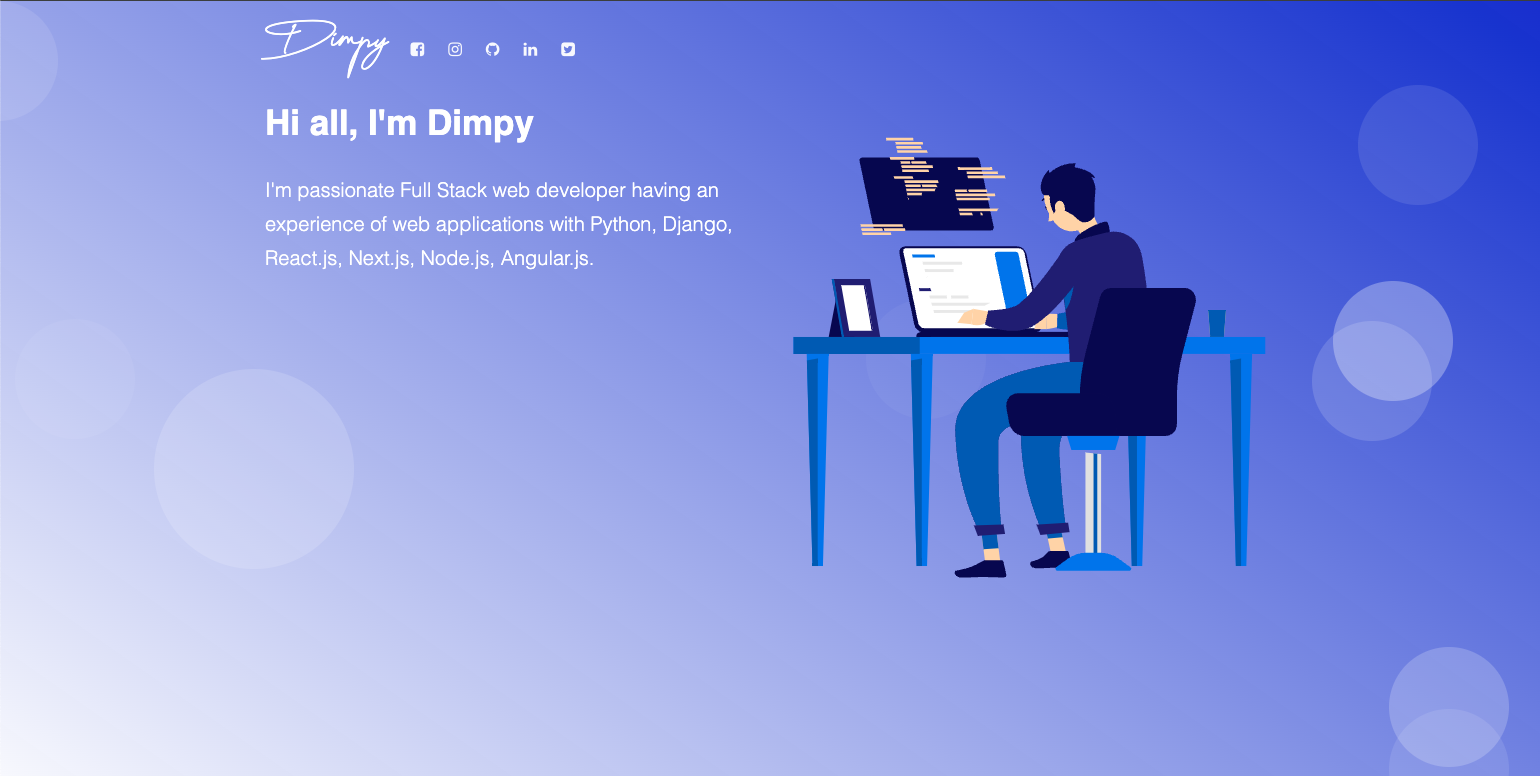 Dimpy
Hi all, I'm Dimpy
I'm passionate Full Stack web developer having an
experience of web applications with Python, Django,
React.js, Next.js, Node.js, Angular.js.